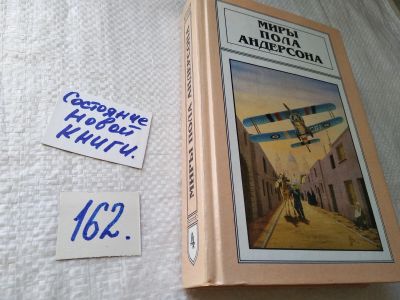 Состояние
новой
книги.
162.
МИРЫ
ПОЛА
АНДЕРСОНА
МИРЫ ПОЛА АНДЕРСОНА
4